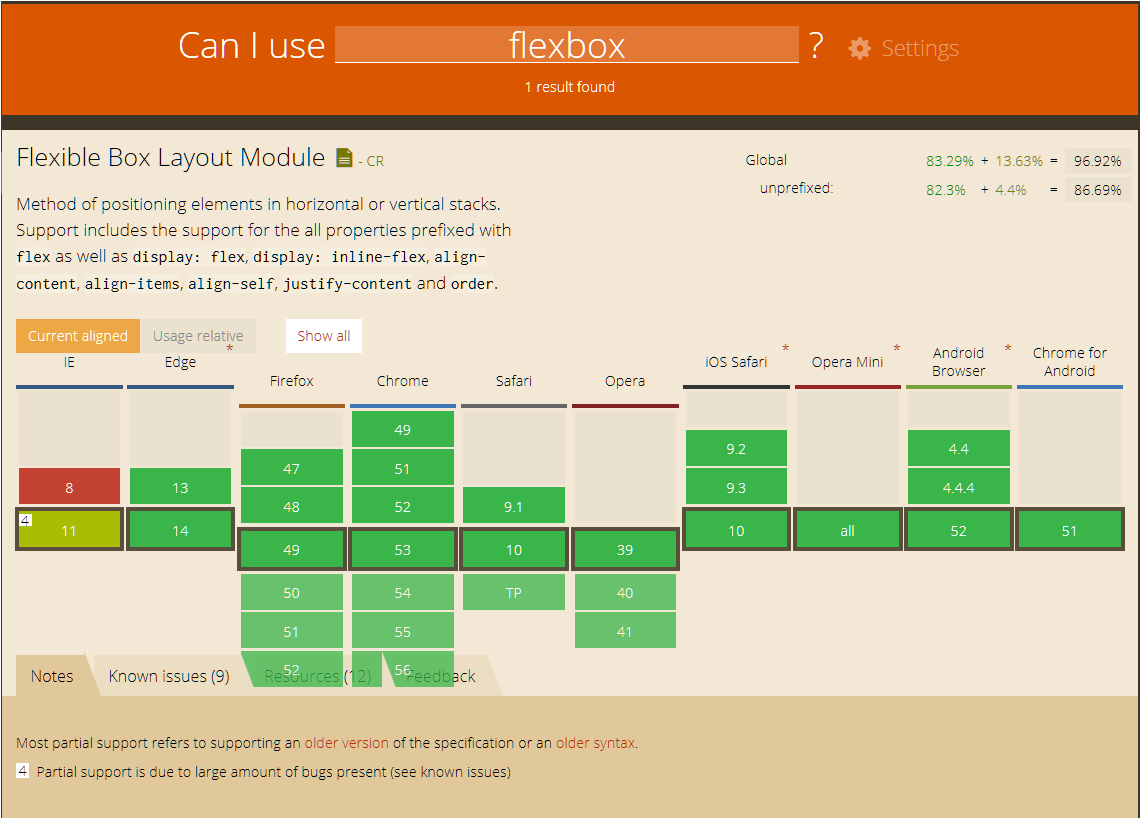 Can I use flexbox ? Settings
1 result found
Flexible Box Layout Module - CR
Global 83.29% + 13.63% = 96.92%
unprefixed: 82.3% + 4.4% = 86.69%
Method of positioning elements in horizontal or vertical stacks.
Support includes the support for the all properties prefixed with
flex as well as display: flex, display: inline-flex, align-
content, align-items, align-self, justify-content and order.
Current aligned Usage relative Show all
IE Edge * Firefox Chrome Safari Opera iOS Safari * Opera Mini * Android Browser * Chrome for Android
49
47 51 9.2 4.4
8 13 48 52 9.1 9.3 4.4.4
4 11 14 49 53 10 39 10 all 52 51
50 54 TP 40
51 55 41
52 56
Notes Known issues (9) Resources (12) Feedback
Most partial support refers to supporting an older version of the specification or an older syntax.
4 Partial support is due to large amount of bugs present (see known issues)